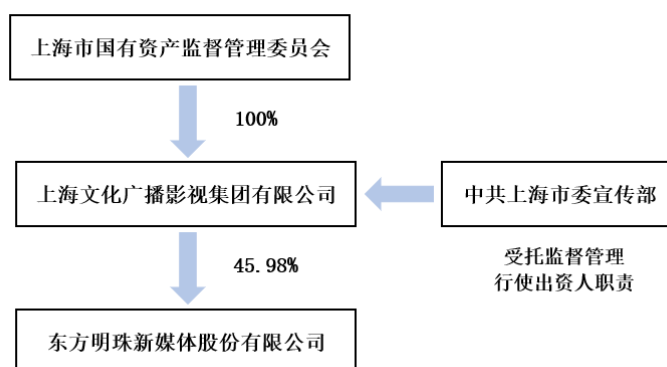 上海市国有资产监督管理委员会
100%
上海文化广播影视集团有限公司
中共上海市委宣传部
45.98%
受托监督管理
行使出资人职责
东方明珠新媒体股份有限公司